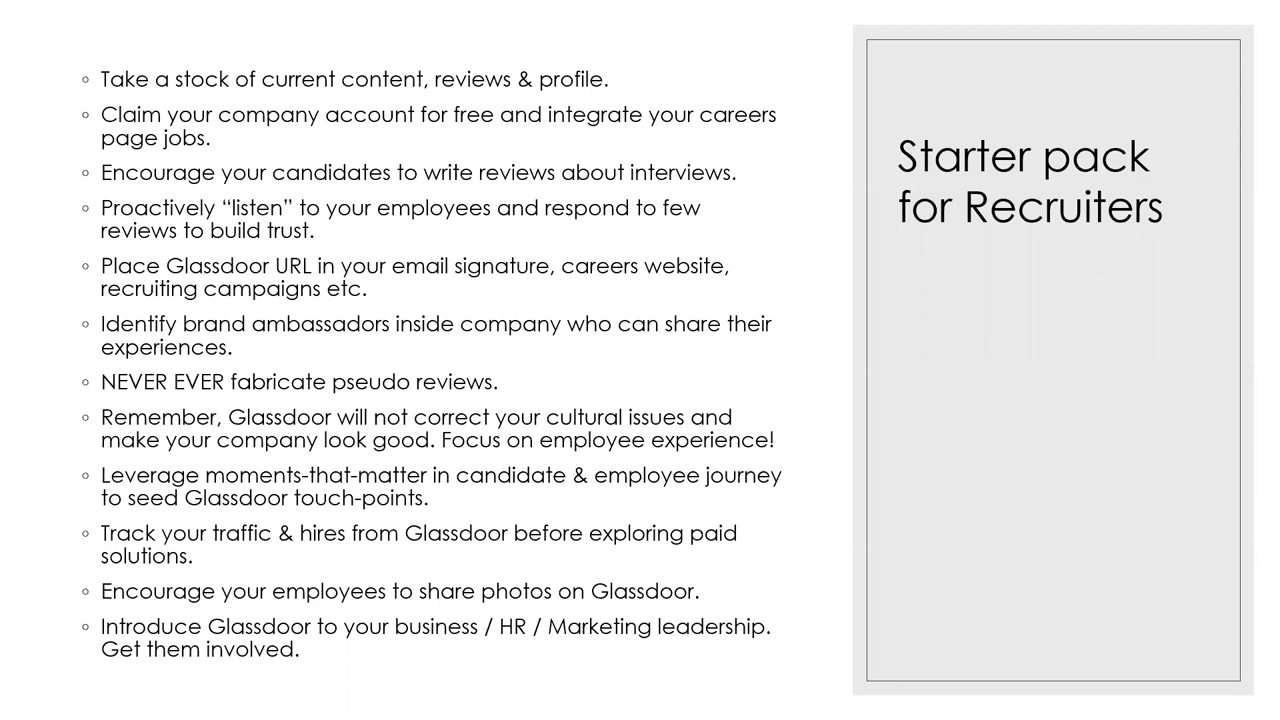 ◦ Take a stock of current content, reviews & profile.
◦ Claim your company account for free and integrate your careers
page jobs.
◦ Encourage your candidates to write reviews about interviews.
◦ Proactively “listen” to your employees and respond to few
reviews to build trust.
◦ Place Glassdoor URL in your email signature, careers website,
recruiting campaigns etc.
◦ Identify brand ambassadors inside company who can share their
experiences.
◦ NEVER EVER fabricate pseudo reviews.
◦ Remember, Glassdoor will not correct your cultural issues and
make your company look good. Focus on employee experience!
◦ Leverage moments-that-matter in candidate & employee journey
to seed Glassdoor touch-points.
◦ Track your traffic & hires from Glassdoor before exploring paid
solutions.
◦ Encourage your employees to share photos on Glassdoor.
◦ Introduce Glassdoor to your business / HR / Marketing leadership.
Get them involved.
Starter pack
for Recruiters